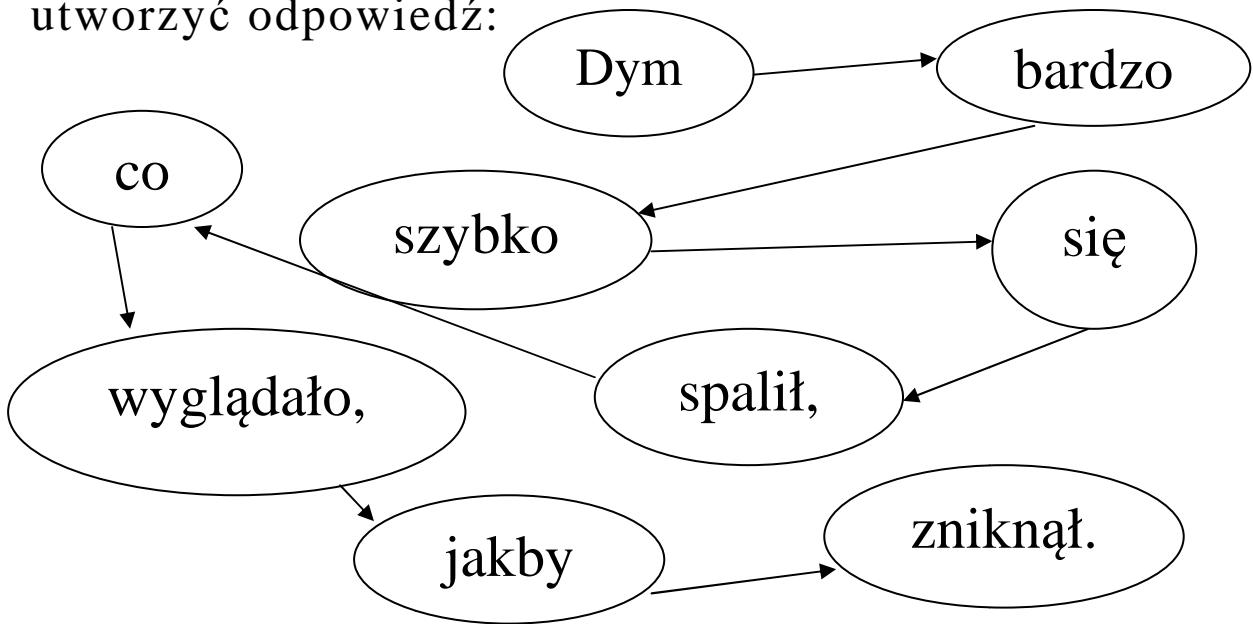 utworzyć odpowiedź:
Dym
bardzo
szybko
się
spalił,
co
wyglądało,
jakby
zniknął.